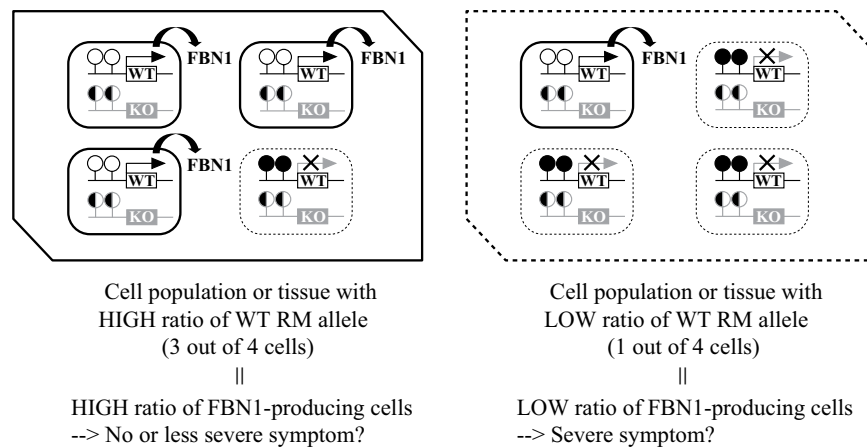 FBN1
WT
KO
FBN1
WT
KO
FBN1
WT
KO
WT
KO
Cell population or tissue with
HIGH ratio of WT RM allele
(3 out of 4 cells)
||
HIGH ratio of FBN1-producing cells
--> No or less severe symptom?
FBN1
WT
KO
WT
KO
WT
KO
WT
KO
Cell population or tissue with
LOW ratio of WT RM allele
(1 out of 4 cells)
||
LOW ratio of FBN1-producing cells
--> Severe symptom?